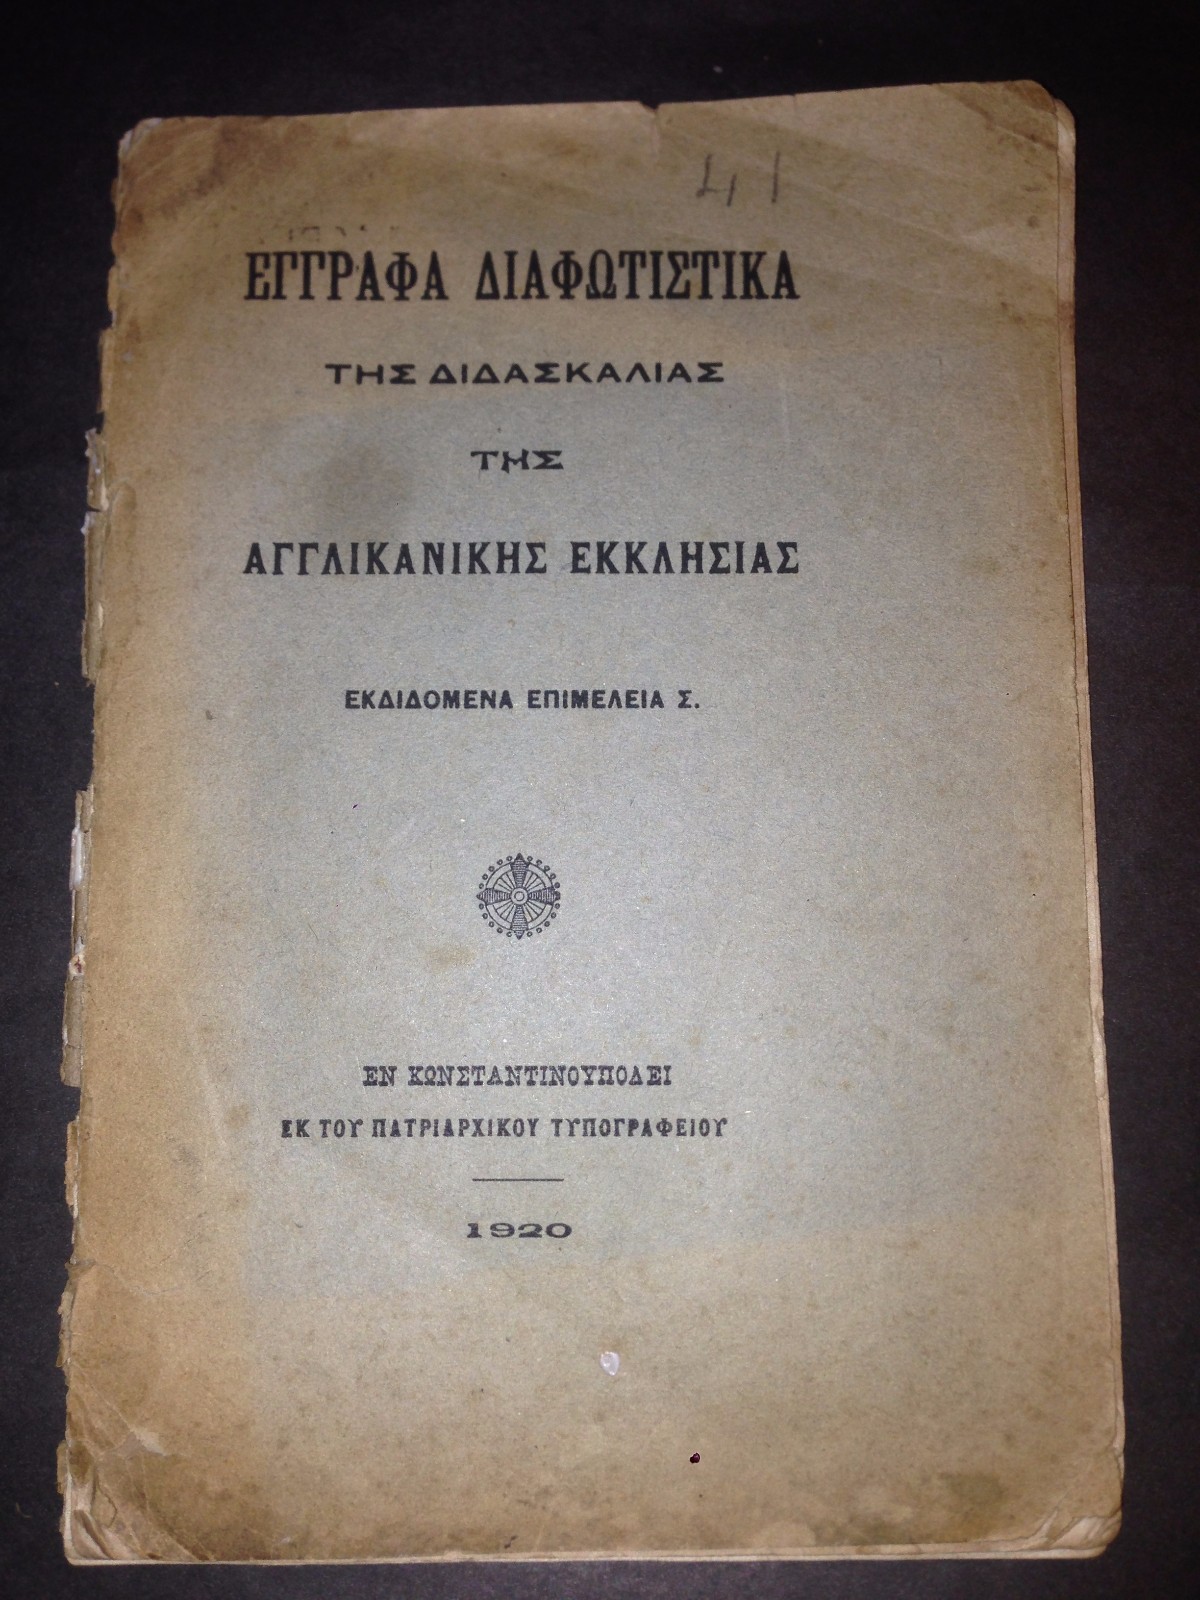 41
ΕΓΓΡΑΦΑ ΔΙΑΦΩΤΙΣΤΙΚΑ
ΤΗΣ ΔΙΔΑΣΚΑΛΙΑΣ
ΤΗΣ
ΑΓΓΛΙΚΑΝΙΚΗΣ ΕΚΚΛΗΣΙΑΣ
ΕΚΔΙΔΟΜΕΝΑ ΕΠΙΜΕΛΕΙΑ Σ.
ΕΝ ΚΩΝΣΤΑΝΤΙΝΟΥΠΟΛΕΙ
ΕΚ ΤΟΥ ΠΑΤΡΙΑΡΧΙΚΟΥ ΤΥΠΟΓΡΑΦΕΙΟΥ
1920